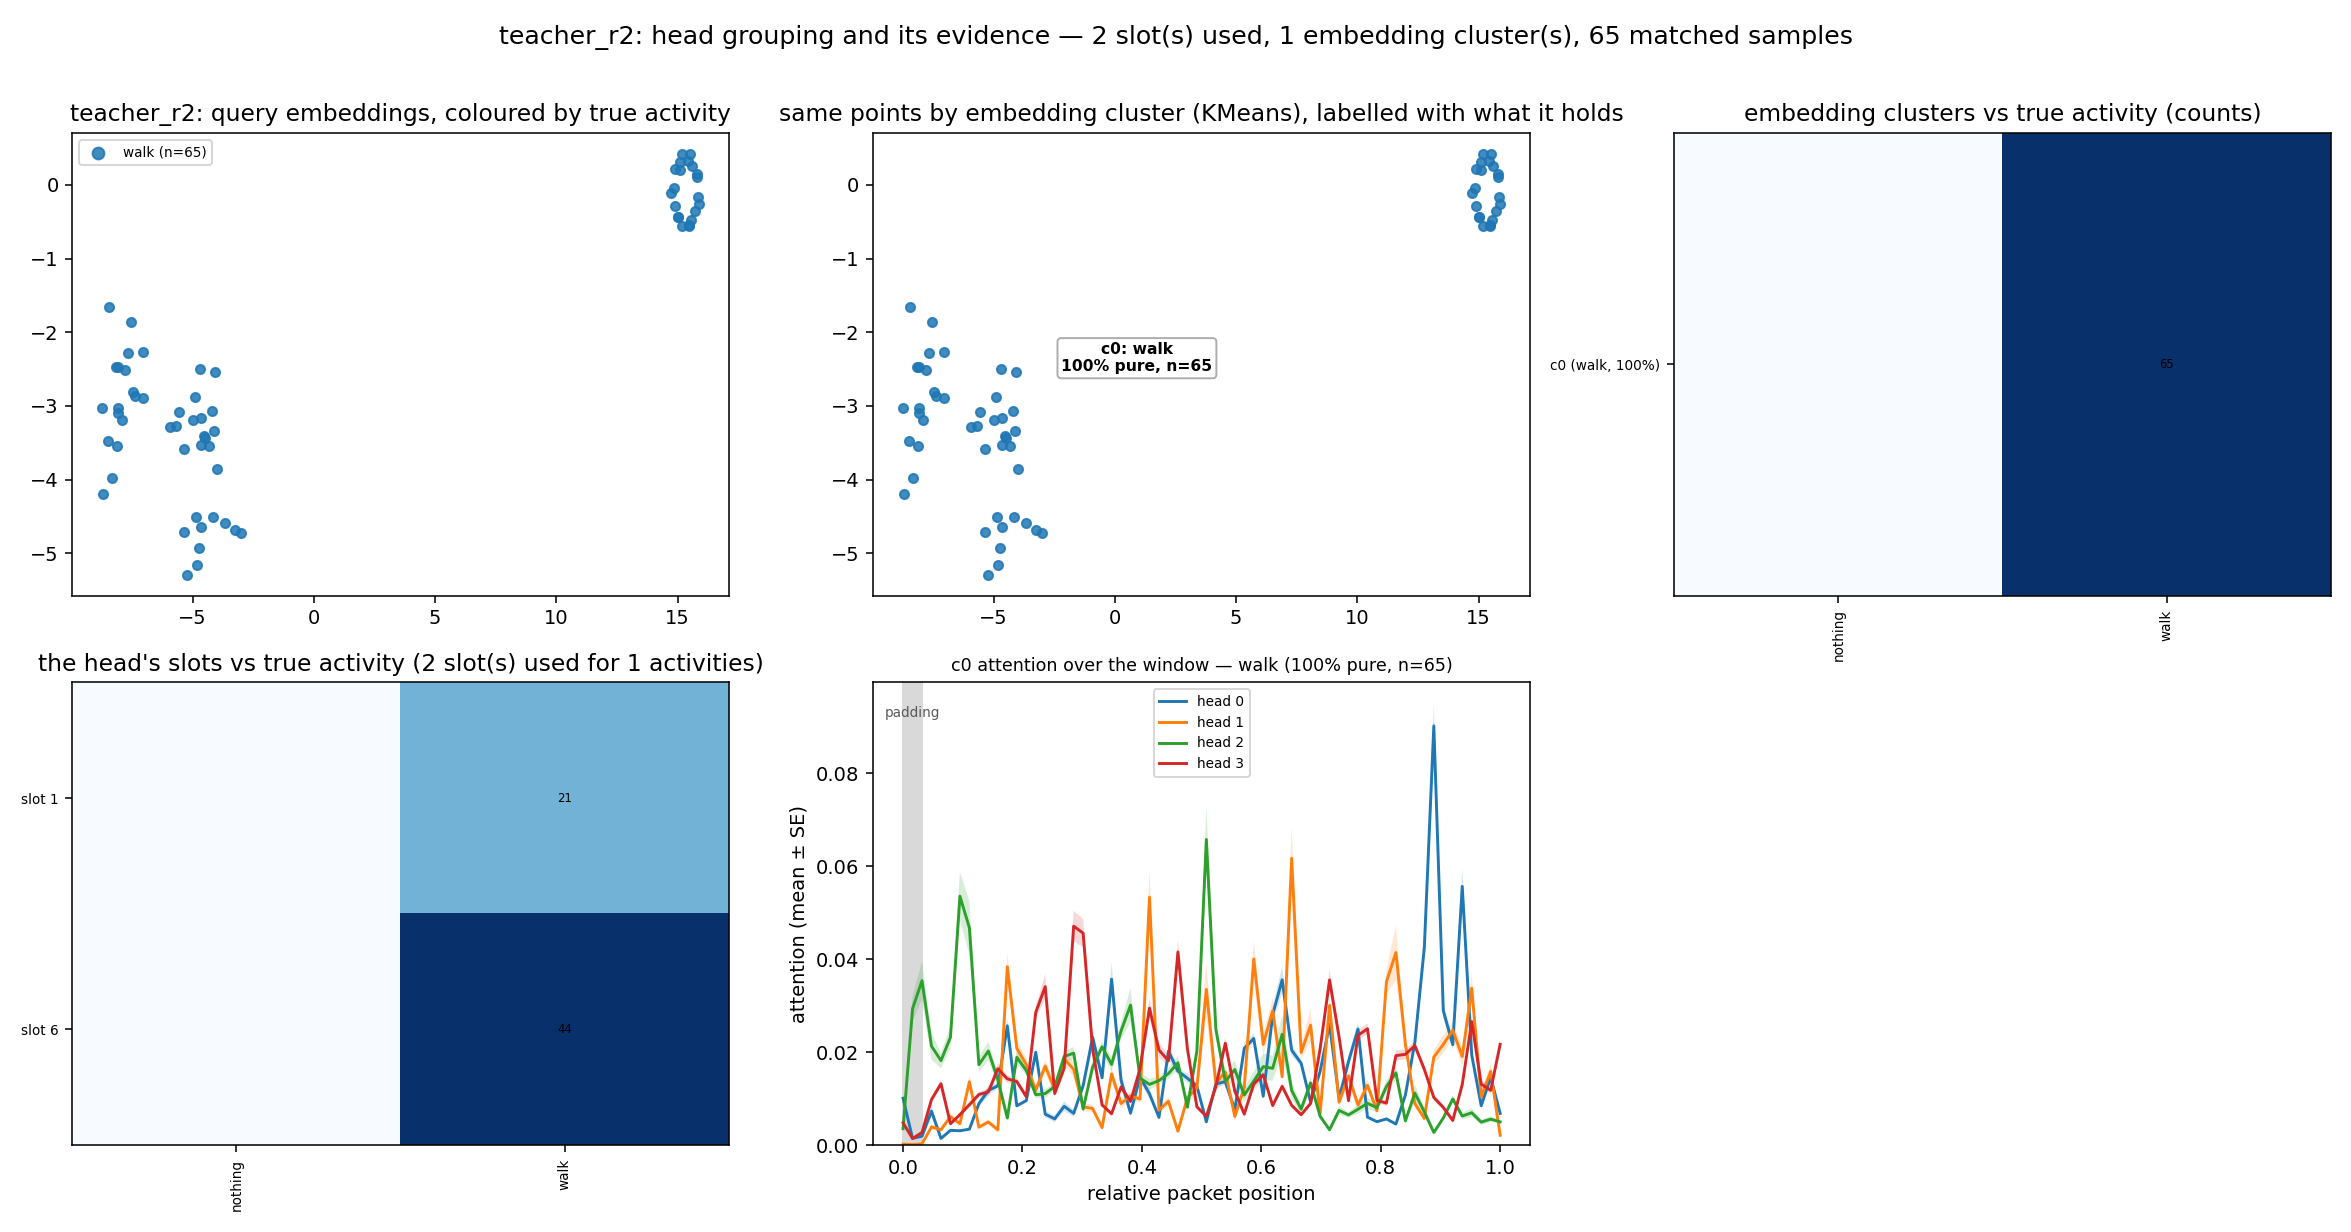 teacher_r2: head grouping and its evidence — 2 slot(s) used, 1 embedding cluster(s), 65 matched samples
teacher_r2: query embeddings, coloured by true activity
walk (n=65)
0
−1
−2
−3
−4
−5
−5
0
5
10
15
same points by embedding cluster (KMeans), labelled with what it holds
c0: walk
100% pure, n=65
0
−1
−2
−3
−4
−5
−5
0
5
10
15
embedding clusters vs true activity (counts)
c0 (walk, 100%)
65
nothing
walk
the head's slots vs true activity (2 slot(s) used for 1 activities)
slot 1
21
slot 6
44
nothing
walk
c0 attention over the window — walk (100% pure, n=65)
padding
head 0
head 1
head 2
head 3
attention (mean ± SE)
0.08
0.06
0.04
0.02
0.00
0.0
0.2
0.4
0.6
0.8
1.0
relative packet position